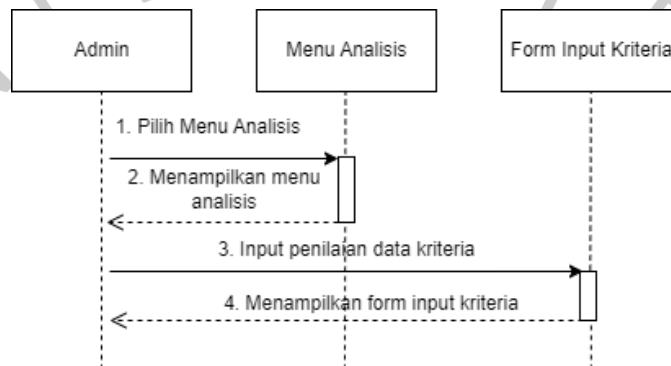 Admin
Menu Analisis
Form Input Kriteria
1. Pilih Menu Analisis
2. Menampilkan menu
analisis
3. Input penilaian data kriteria
4. Menampilkan form input kriteria